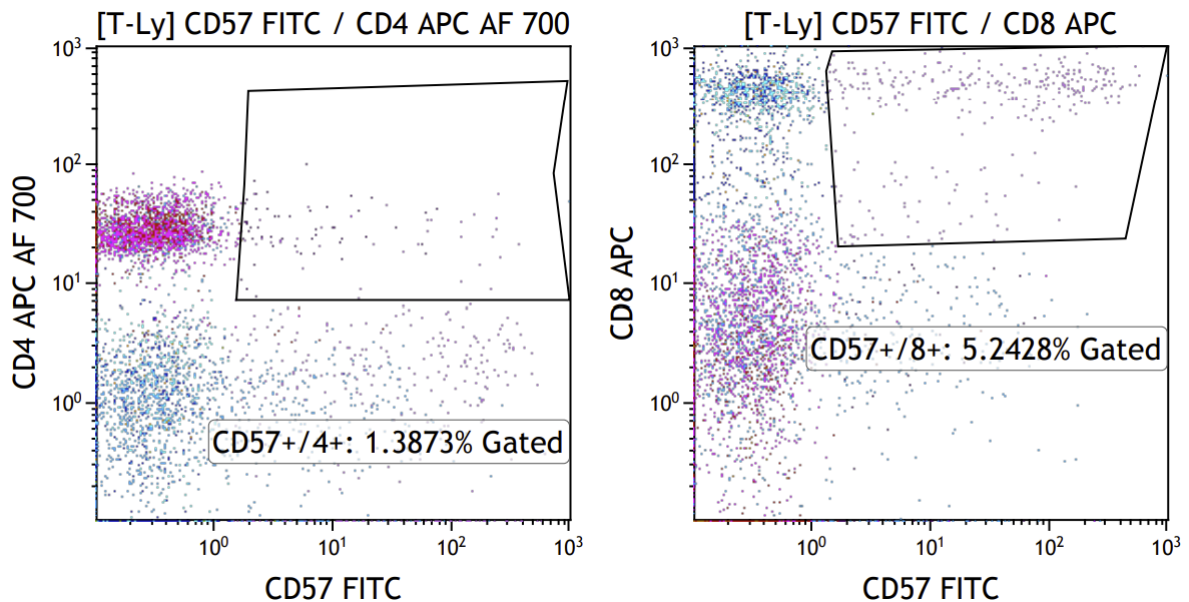 [T-Ly] CD57 FITC / CD4 APC AF 700
10³
10²
10¹
10⁰
CD4 APC AF 700
CD57+/4+: 1.3873% Gated
10⁰ 10¹ 10² 10³
CD57 FITC
[T-Ly] CD57 FITC / CD8 APC
10³
10²
10¹
10⁰
CD8 APC
CD57+/8+: 5.2428% Gated
10⁰ 10¹ 10² 10³
CD57 FITC